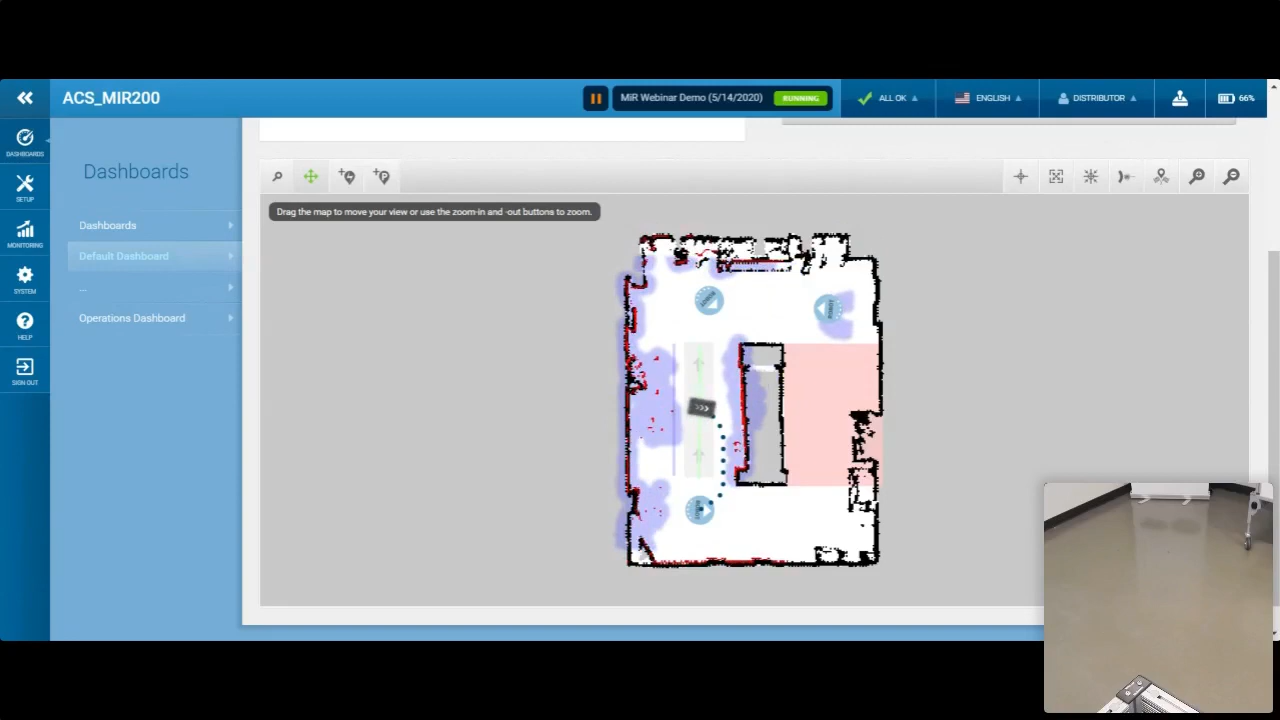 ACS_MIR200
MiR Webinar Demo (5/14/2020)
RUNNING
ALL OK
ENGLISH
DISTRIBUTOR
66%
DASHBOARDS
SETUP
MONITORING
SYSTEM
HELP
SIGN OUT
Dashboards
Dashboards
Default Dashboard
...
Operations Dashboard
Drag the map to move your view or use the zoom-in and -out buttons to zoom.